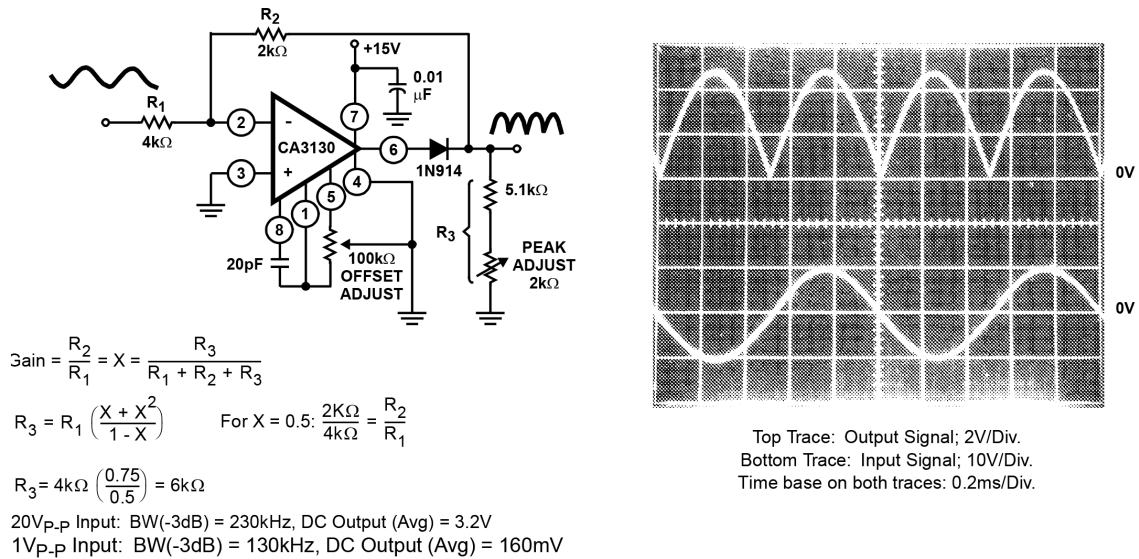 R2
2kΩ
+15V
0.01
μF
R1
4kΩ
2
-
7
CA3130
6
1N914
3
+
4
5
1
8
20pF
100kΩ
OFFSET
ADJUST
5.1kΩ
R3
PEAK
ADJUST
2kΩ
0V
0V
Gain = R2/R1 = X = R3/(R1 + R2 + R3)
R3 = R1 (X + X²/1 - X) For X = 0.5: 2KΩ/4kΩ = R2/R1
R3 = 4kΩ (0.75/0.5) = 6kΩ
20VP-P Input: BW(-3dB) = 230kHz, DC Output (Avg) = 3.2V
1VP-P Input: BW(-3dB) = 130kHz, DC Output (Avg) = 160mV
Top Trace: Output Signal; 2V/Div.
Bottom Trace: Input Signal; 10V/Div.
Time base on both traces: 0.2ms/Div.